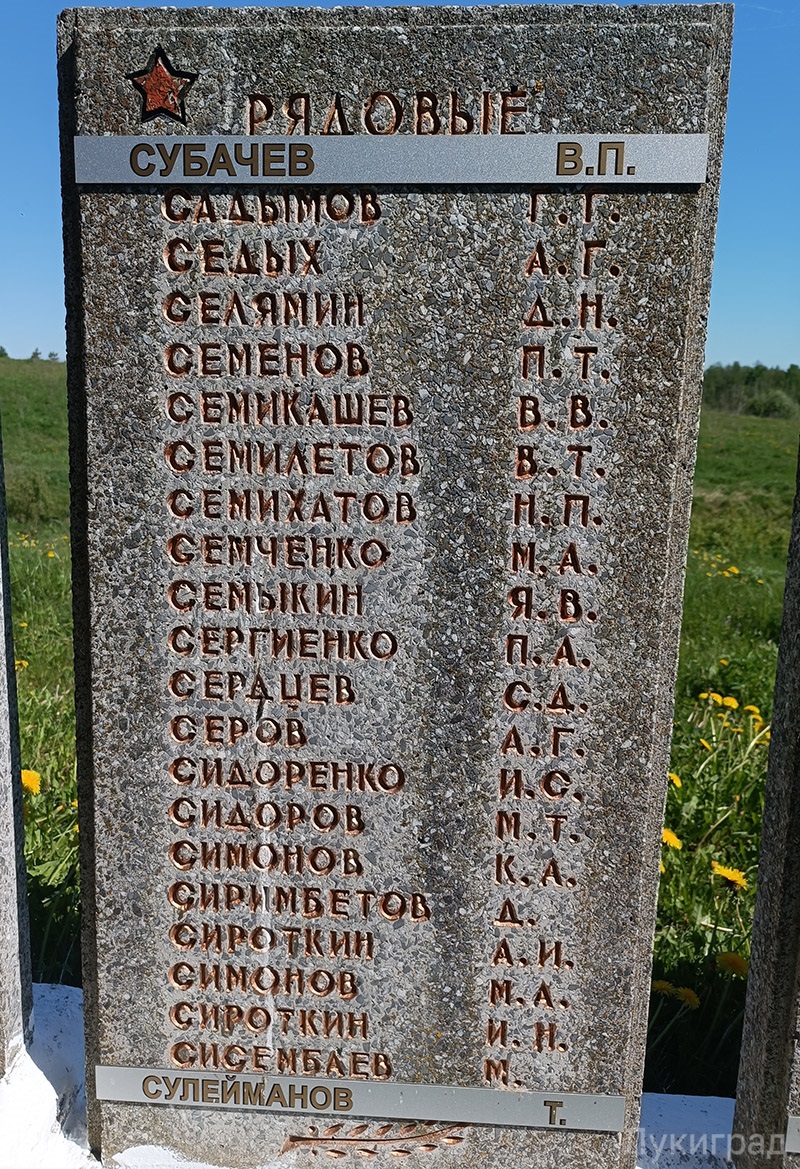 РЯДОВЫЕ
СУБАЧЕВ В.П.
САДЫМОВ Г.Г.
СЕДЫХ А.Г.
СЕЛЯМИН Д.Н.
СЕМЕНОВ П.Т.
СЕМИКАШЕВ В.В.
СЕМИЛЕТОВ В.Т.
СЕМИХАТОВ Н.П.
СЕМЧЕНКО М.А.
СЕМЫКИН Я.В.
СЕРГИЕНКО П.А.
СЕРДЦЕВ С.Д.
СЕРОВ А.Г.
СИДОРЕНКО И.С.
СИДОРОВ М.Т.
СИМОНОВ К.А.
СИРИМБЕТОВ Д.
СИРОТКИН А.И.
СИМОНОВ М.А.
СИРОТКИН И.Н.
СИСЕМБАЕВ М.
СУЛЕЙМАНОВ Т.
Лукиград